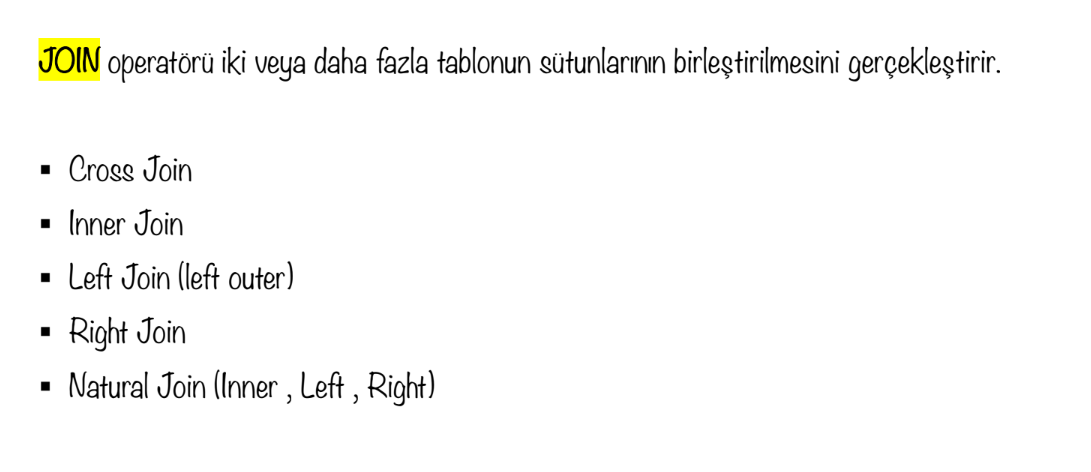 JOIN operatörü iki veya daha fazla tablonun sütunlarının birleştirilmesini gerçekleştirir.
▪ Cross Join
▪ Inner Join
▪ Left Join (left outer)
▪ Right Join
▪ Natural Join (Inner , Left , Right)